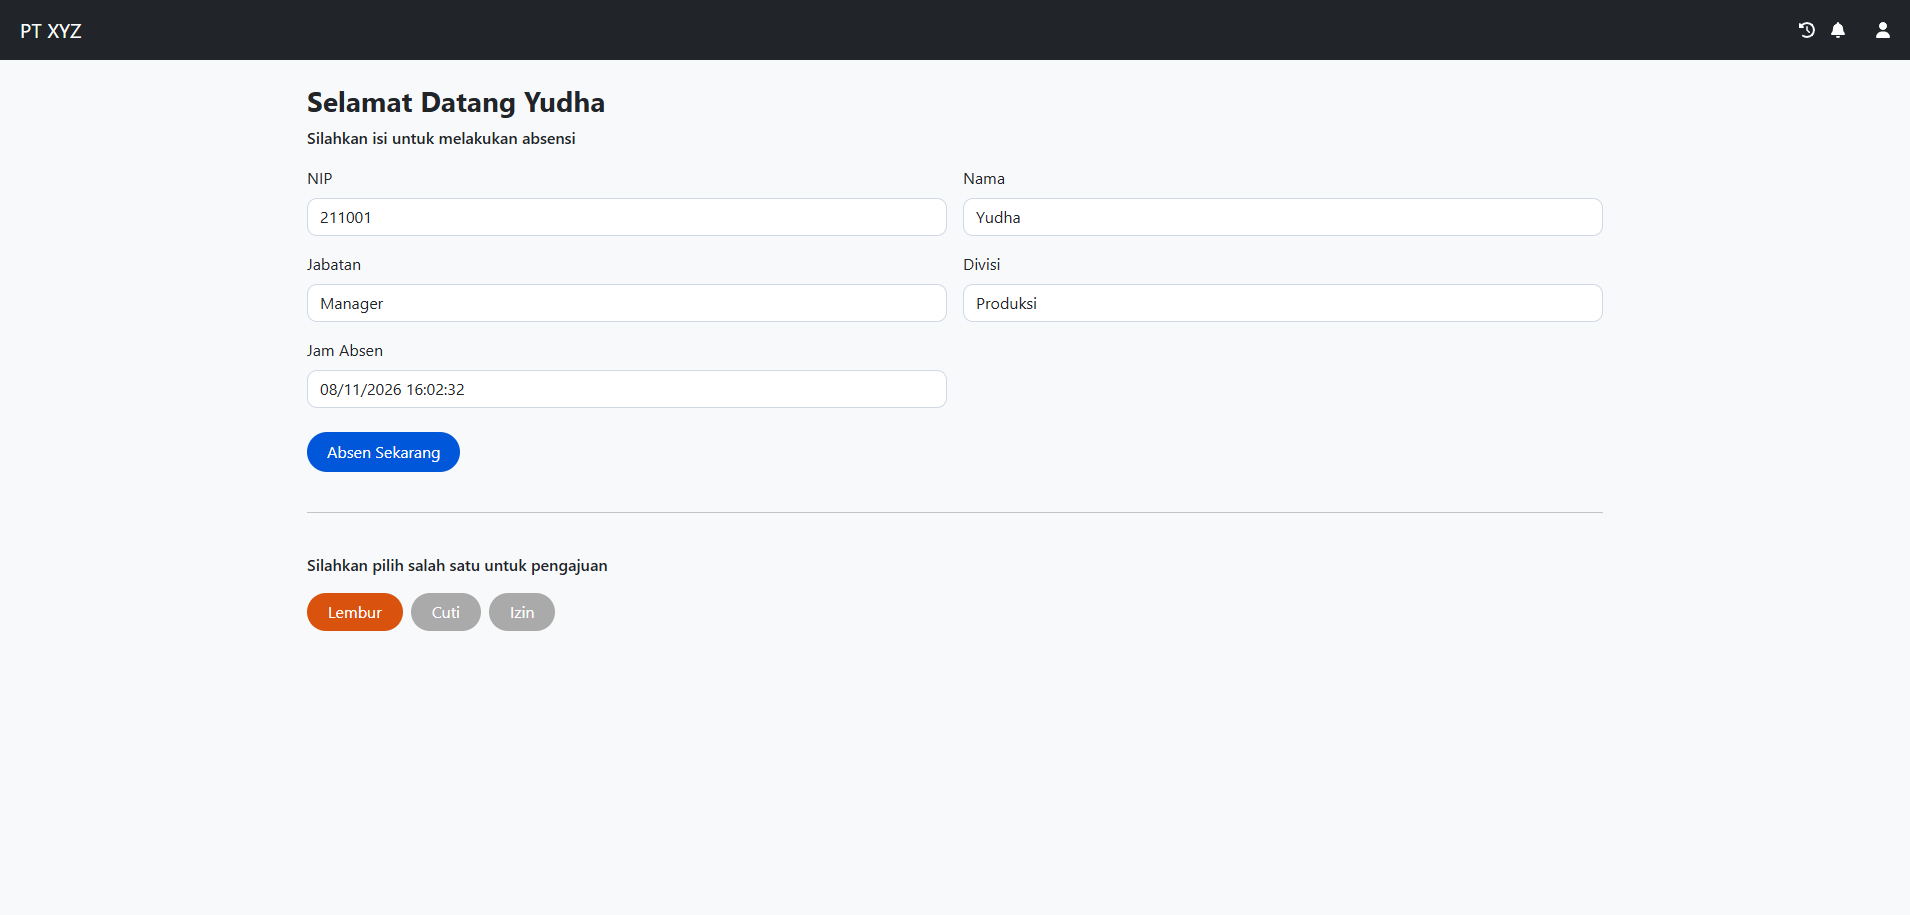 PT XYZ
Selamat Datang Yudha
Silahkan isi untuk melakukan absensi
NIP
Nama
211001
Yudha
Jabatan
Divisi
Manager
Produksi
Jam Absen
08/11/2026 16:02:32
Absen Sekarang
Silahkan pilih salah satu untuk pengajuan
Lembur
Cuti
Izin